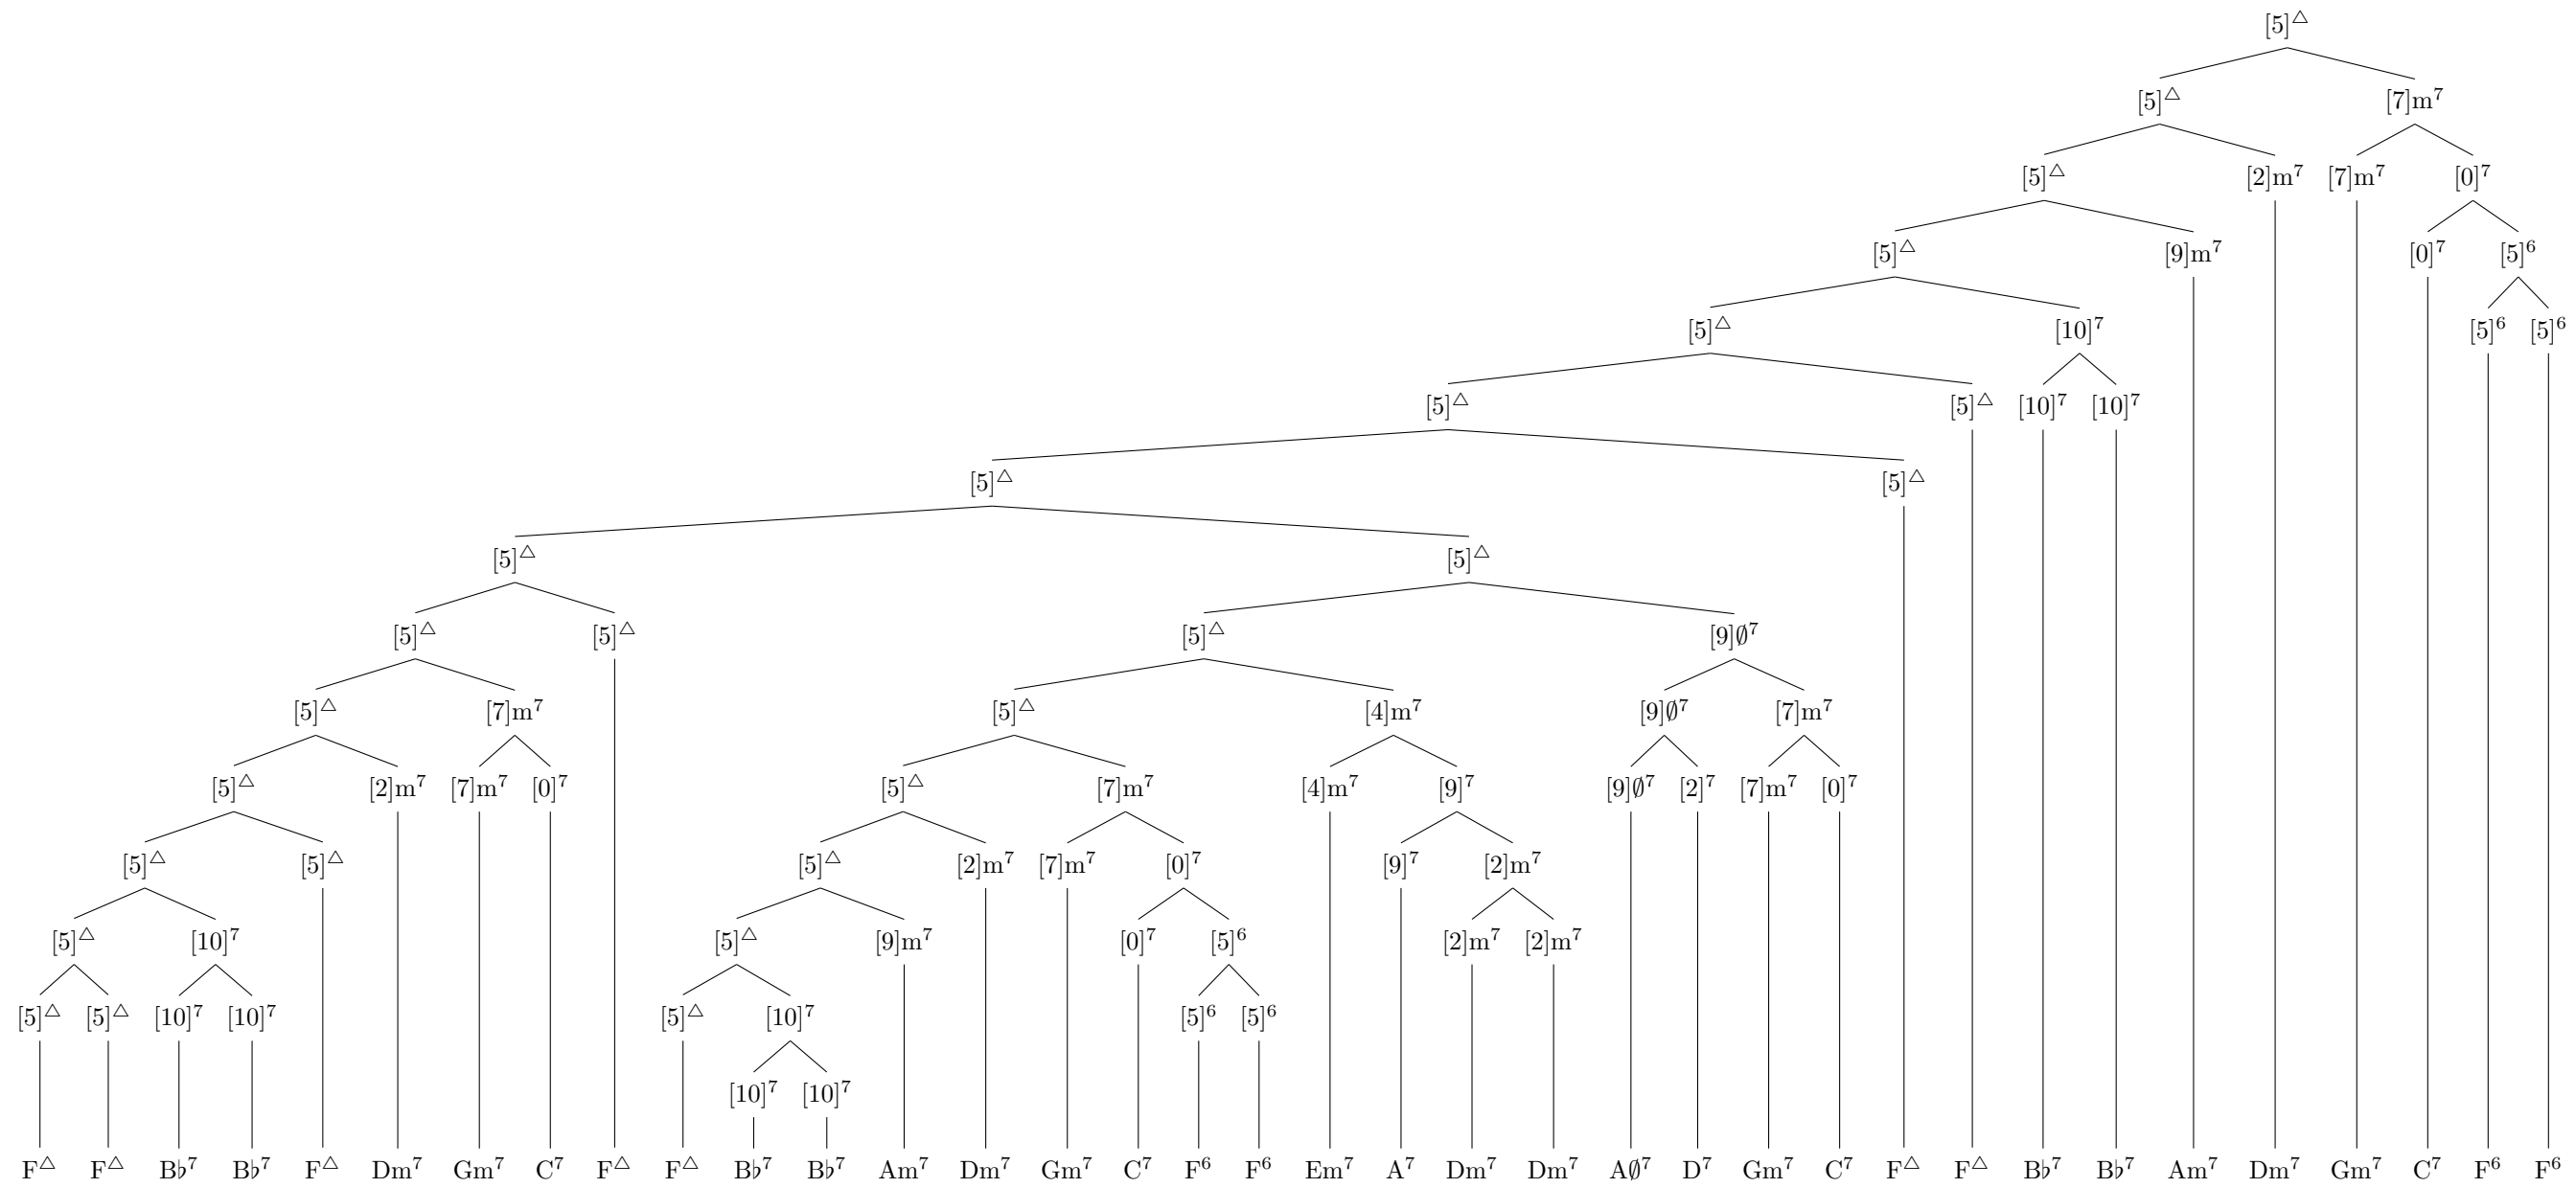 [5]△
[5]△ [7]m⁷
[5]△ [2]m⁷ [7]m⁷ [0]⁷
[5]△ [9]m⁷ [0]⁷ [5]⁶
[5]△ [10]⁷ [5]⁶ [5]⁶
[5]△ [5]△ [10]⁷ [10]⁷
[5]△ [5]△
[5]△ [5]△
[5]△ [5]△ [5]△ [9]∅⁷
[5]△ [7]m⁷ [5]△ [4]m⁷ [9]∅⁷ [7]m⁷
[5]△ [2]m⁷ [7]m⁷ [0]⁷ [5]△ [7]m⁷ [4]m⁷ [9]⁷ [9]∅⁷ [2]⁷ [7]m⁷ [0]⁷
[5]△ [5]△ [5]△ [2]m⁷ [7]m⁷ [0]⁷ [9]⁷ [2]m⁷
[5]△ [10]⁷ [5]△ [9]m⁷ [0]⁷ [5]⁶ [2]m⁷ [2]m⁷
[5]△ [5]△ [10]⁷ [10]⁷ [5]△ [10]⁷ [5]⁶ [5]⁶
[10]⁷ [10]⁷
F△ F△ B♭⁷ B♭⁷ F△ Dm⁷ Gm⁷ C⁷ F△ F△ B♭⁷ B♭⁷ Am⁷ Dm⁷ Gm⁷ C⁷ F⁶ F⁶ Em⁷ A⁷ Dm⁷ Dm⁷ A∅⁷ D⁷ Gm⁷ C⁷ F△ F△ B♭⁷ B♭⁷ Am⁷ Dm⁷ Gm⁷ C⁷ F⁶ F⁶